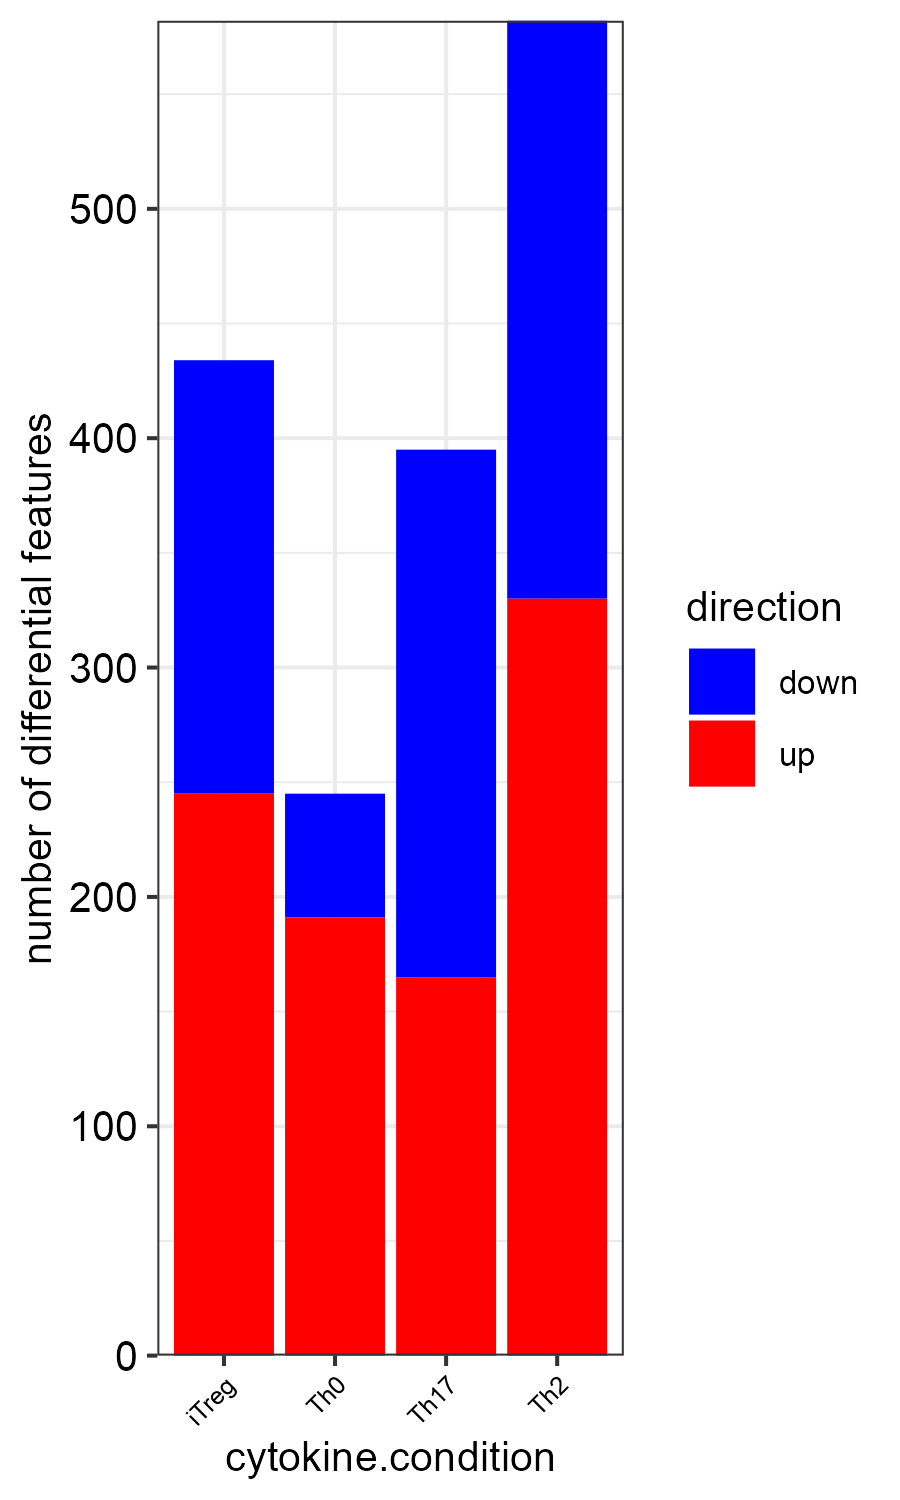 number of differential features
500
400
300
200
100
0
iTreg
Th0
Th17
Th2
cytokine.condition
direction
down
up